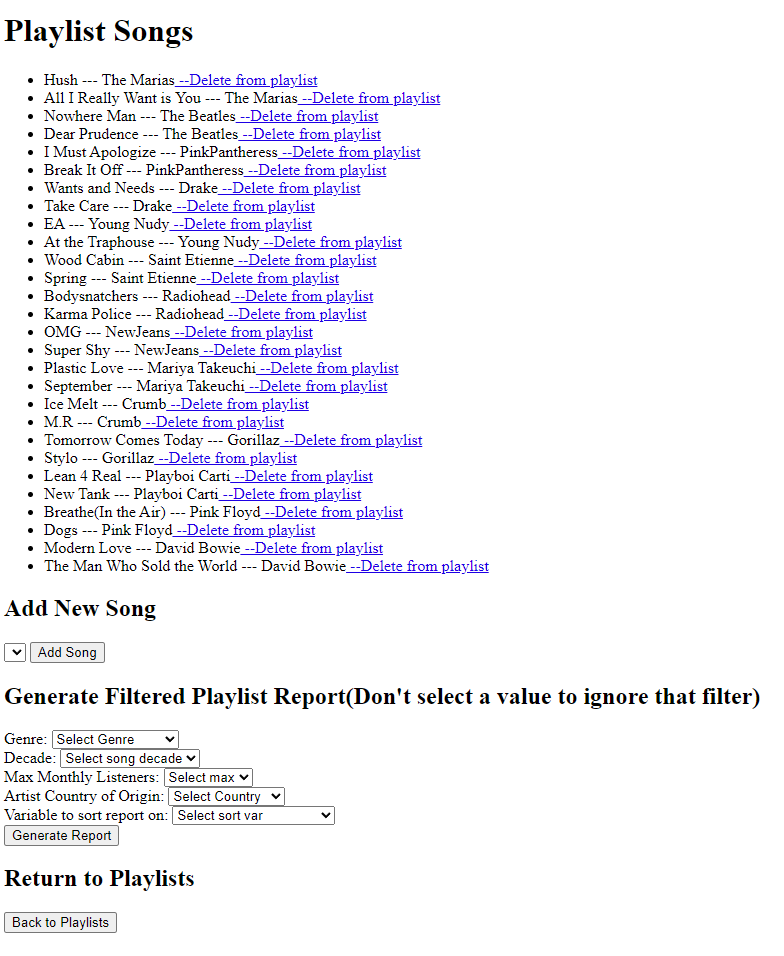 Playlist Songs
Hush --- The Marias --Delete from playlist
All I Really Want is You --- The Marias --Delete from playlist
Nowhere Man --- The Beatles --Delete from playlist
Dear Prudence --- The Beatles --Delete from playlist
I Must Apologize --- PinkPantheress --Delete from playlist
Break It Off --- PinkPantheress --Delete from playlist
Wants and Needs --- Drake --Delete from playlist
Take Care --- Drake --Delete from playlist
EA --- Young Nudy --Delete from playlist
At the Traphouse --- Young Nudy --Delete from playlist
Wood Cabin --- Saint Etienne --Delete from playlist
Spring --- Saint Etienne --Delete from playlist
Bodysnatchers --- Radiohead --Delete from playlist
Karma Police --- Radiohead --Delete from playlist
OMG --- NewJeans --Delete from playlist
Super Shy --- NewJeans --Delete from playlist
Plastic Love --- Mariya Takeuchi --Delete from playlist
September --- Mariya Takeuchi --Delete from playlist
Ice Melt --- Crumb --Delete from playlist
M.R --- Crumb --Delete from playlist
Tomorrow Comes Today --- Gorillaz --Delete from playlist
Stylo --- Gorillaz --Delete from playlist
Lean 4 Real --- Playboi Carti --Delete from playlist
New Tank --- Playboi Carti --Delete from playlist
Breathe(In the Air) --- Pink Floyd --Delete from playlist
Dogs --- Pink Floyd --Delete from playlist
Modern Love --- David Bowie --Delete from playlist
The Man Who Sold the World --- David Bowie --Delete from playlist
Add New Song
Add Song
Generate Filtered Playlist Report(Don't select a value to ignore that filter)
Genre: Select Genre
Decade: Select song decade
Max Monthly Listeners: Select max
Artist Country of Origin: Select Country
Variable to sort report on: Select sort var
Generate Report
Return to Playlists
Back to Playlists